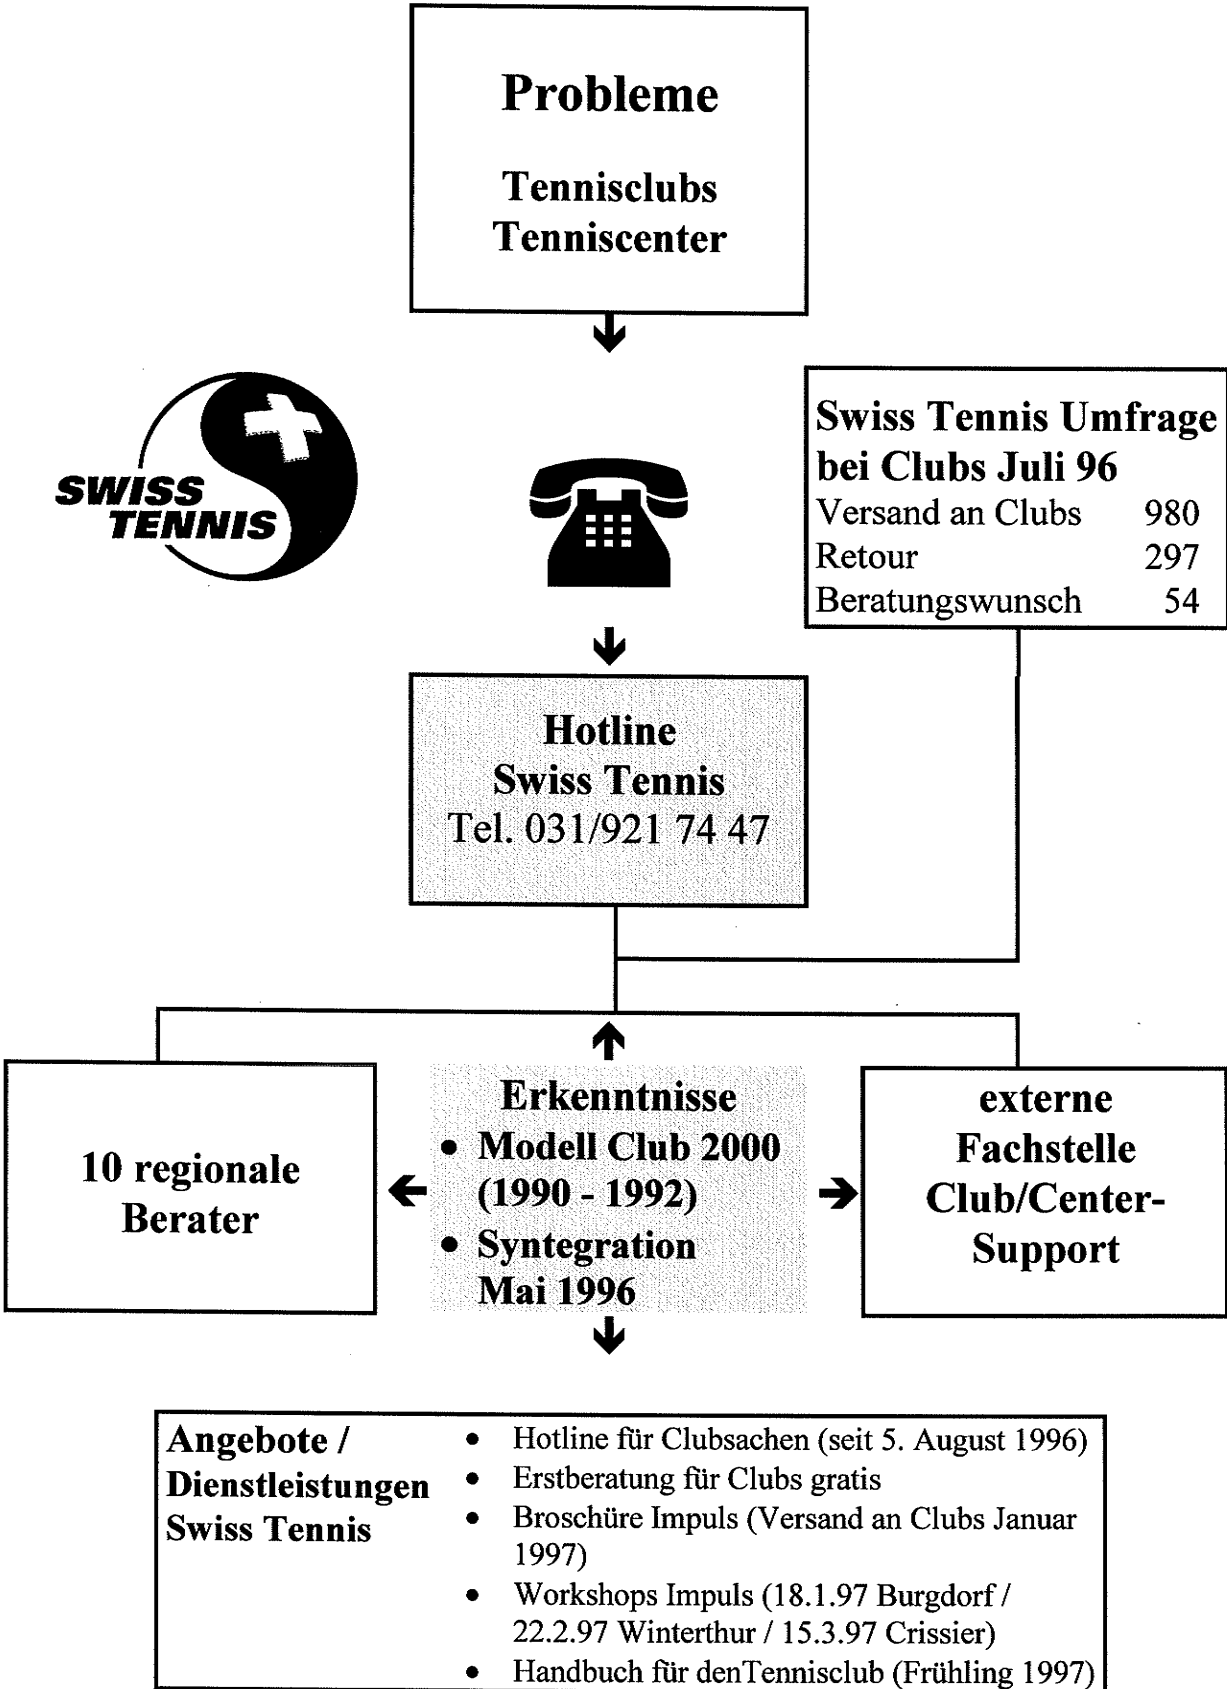 Probleme
Tennisclubs
Tenniscenter
SWISS
TENNIS
Swiss Tennis Umfrage
bei Clubs Juli 96
Versand an Clubs 980
Retour 297
Beratungswunsch 54
Hotline
Swiss Tennis
Tel. 031/921 74 47
10 regionale
Berater
Erkenntnisse
• Modell Club 2000
(1990 - 1992)
• Syntegration
Mai 1996
externe
Fachstelle
Club/Center-
Support
Angebote /
Dienstleistungen
Swiss Tennis
• Hotline für Clubsachen (seit 5. August 1996)
• Erstberatung für Clubs gratis
• Broschüre Impuls (Versand an Clubs Januar
1997)
• Workshops Impuls (18.1.97 Burgdorf /
22.2.97 Winterthur / 15.3.97 Crissier)
• Handbuch für denTennisclub (Frühling 1997)